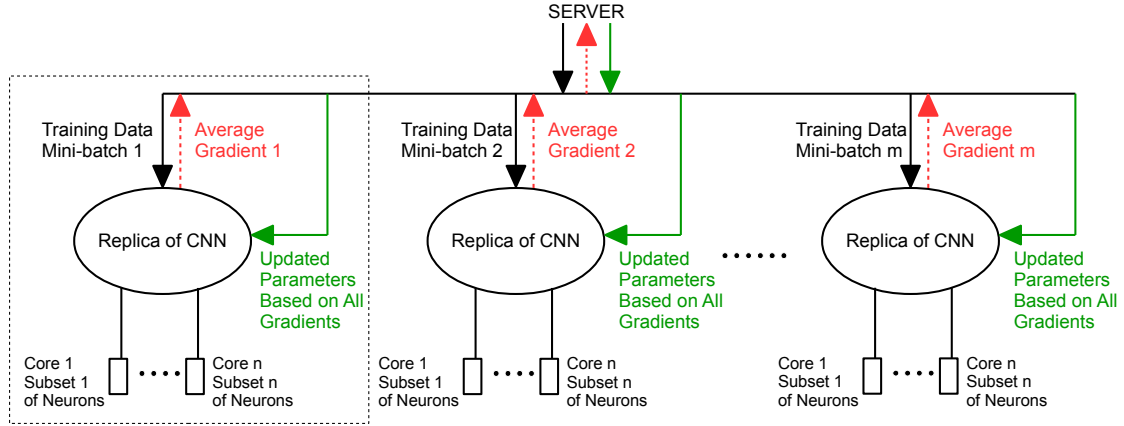 SERVER
Training Data
Mini-batch 1
Average
Gradient 1
Replica of CNN
Updated
Parameters
Based on All
Gradients
Core 1
Subset 1
of Neurons
Core n
Subset n
of Neurons
Training Data
Mini-batch 2
Average
Gradient 2
Replica of CNN
Updated
Parameters
Based on All
Gradients
Core 1
Subset 1
of Neurons
Core n
Subset n
of Neurons
Training Data
Mini-batch m
Average
Gradient m
Replica of CNN
Updated
Parameters
Based on All
Gradients
Core 1
Subset 1
of Neurons
Core n
Subset n
of Neurons